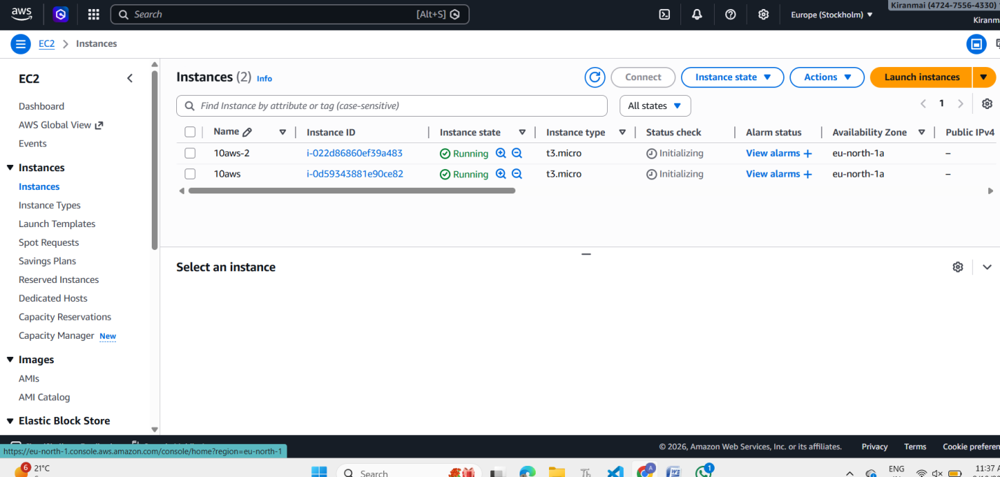 aws
Search [Alt+S]
Europe (Stockholm)
Kiranmai (4724-7556-4330)
EC2 Instances
EC2
Dashboard
AWS Global View
Events
Instances
Instances
Instance Types
Launch Templates
Spot Requests
Savings Plans
Reserved Instances
Dedicated Hosts
Capacity Reservations
Capacity Manager New
Images
AMIs
AMI Catalog
Elastic Block Store
Instances (2) Info
Connect Instance state Actions Launch instances
Find Instance by attribute or tag (case-sensitive) All states 1
Name Instance ID Instance state Instance type Status check Alarm status Availability Zone Public IPv4
10aws-2 i-022d86860ef39a483 Running t3.micro Initializing View alarms + eu-north-1a –
10aws i-0d59343881e90ce82 Running t3.micro Initializing View alarms + eu-north-1a –
Select an instance
https://eu-north-1.console.aws.amazon.com/console/home?region=eu-north-1
© 2026, Amazon Web Services, Inc. or its affiliates. Privacy Terms
6 21°C
Search
A
1
ENG
11:37